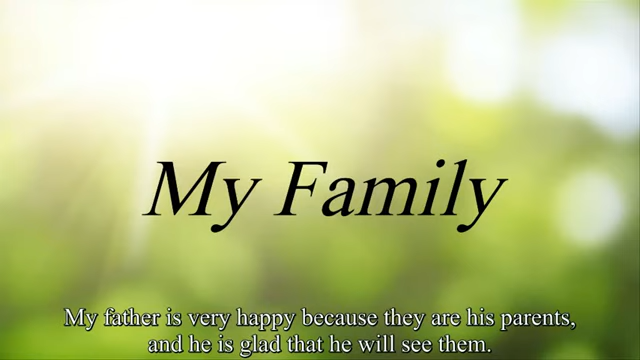 My Family
My father is very happy because they are his parents,
and he is glad that he will see them.